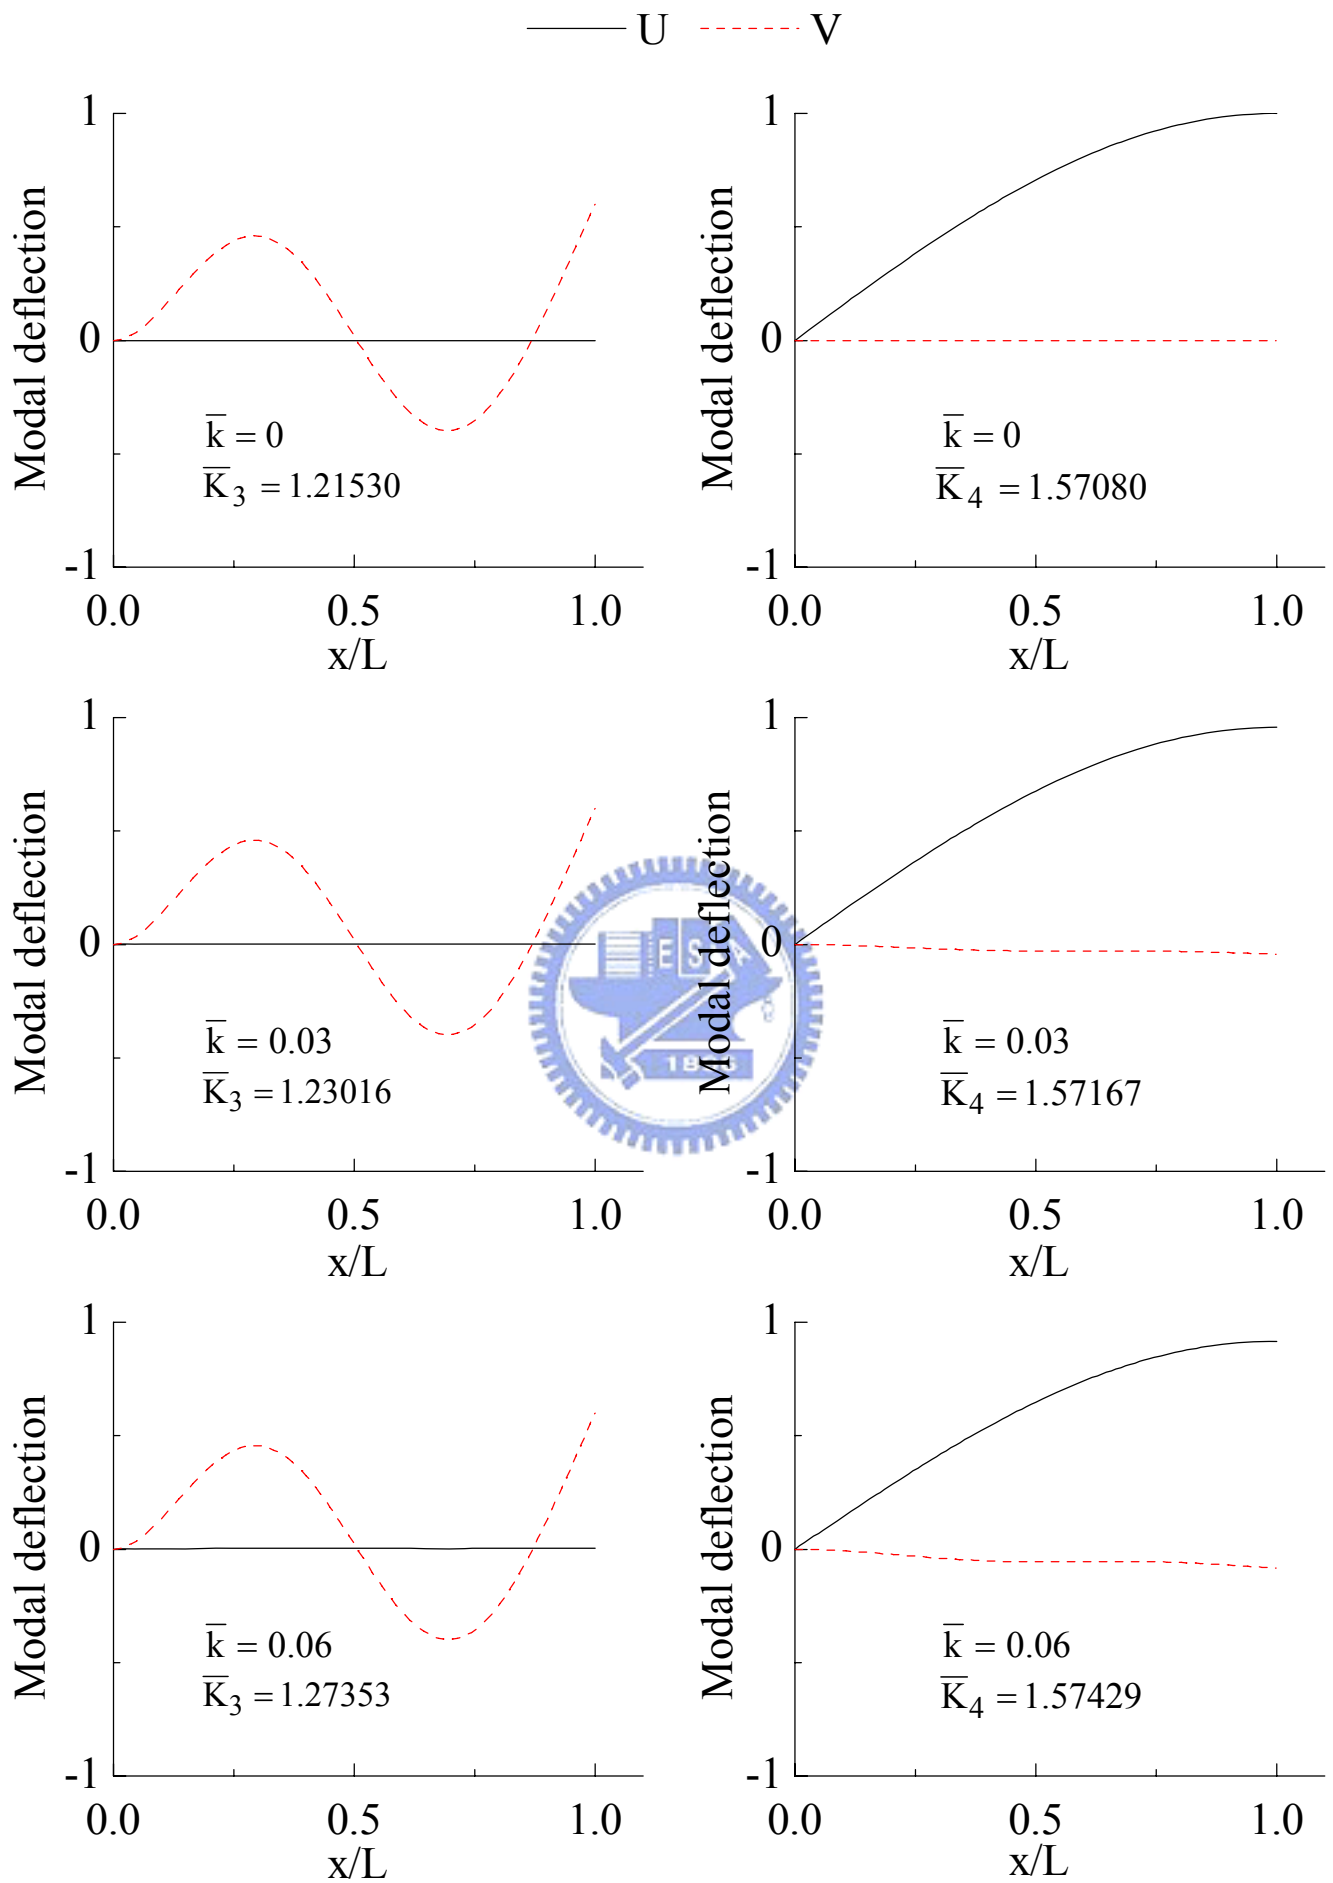 U V
1
0
-1
Modal deflection
k̅ = 0
K̅₃ = 1.21530
0.0 0.5 1.0
x/L
1
0
-1
Modal deflection
k̅ = 0
K̅₄ = 1.57080
0.0 0.5 1.0
x/L
1
0
-1
Modal deflection
k̅ = 0.03
K̅₃ = 1.23016
0.0 0.5 1.0
x/L
1
0
-1
Modal deflection
k̅ = 0.03
K̅₄ = 1.57167
0.0 0.5 1.0
x/L
E S
1
0
-1
Modal deflection
k̅ = 0.06
K̅₃ = 1.27353
0.0 0.5 1.0
x/L
1
0
-1
Modal deflection
k̅ = 0.06
K̅₄ = 1.57429
0.0 0.5 1.0
x/L